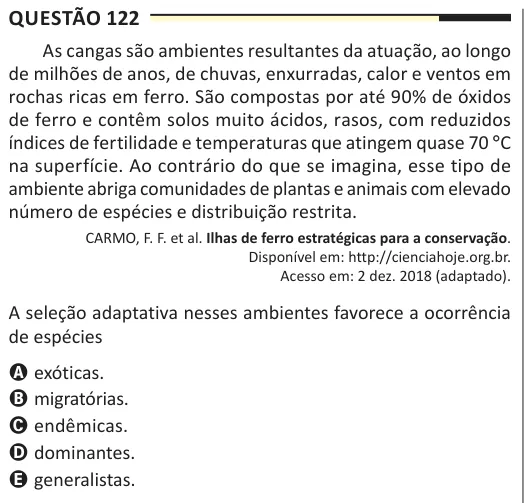 QUESTÃO 122
As cangas são ambientes resultantes da atuação, ao longo
de milhões de anos, de chuvas, enxurradas, calor e ventos em
rochas ricas em ferro. São compostas por até 90% de óxidos
de ferro e contêm solos muito ácidos, rasos, com reduzidos
índices de fertilidade e temperaturas que atingem quase 70 °C
na superfície. Ao contrário do que se imagina, esse tipo de
ambiente abriga comunidades de plantas e animais com elevado
número de espécies e distribuição restrita.
CARMO, F. F. et al. Ilhas de ferro estratégicas para a conservação.
Disponível em: http://cienciahoje.org.br.
Acesso em: 2 dez. 2018 (adaptado).
A seleção adaptativa nesses ambientes favorece a ocorrência
de espécies
A exóticas.
B migratórias.
C endêmicas.
D dominantes.
E generalistas.